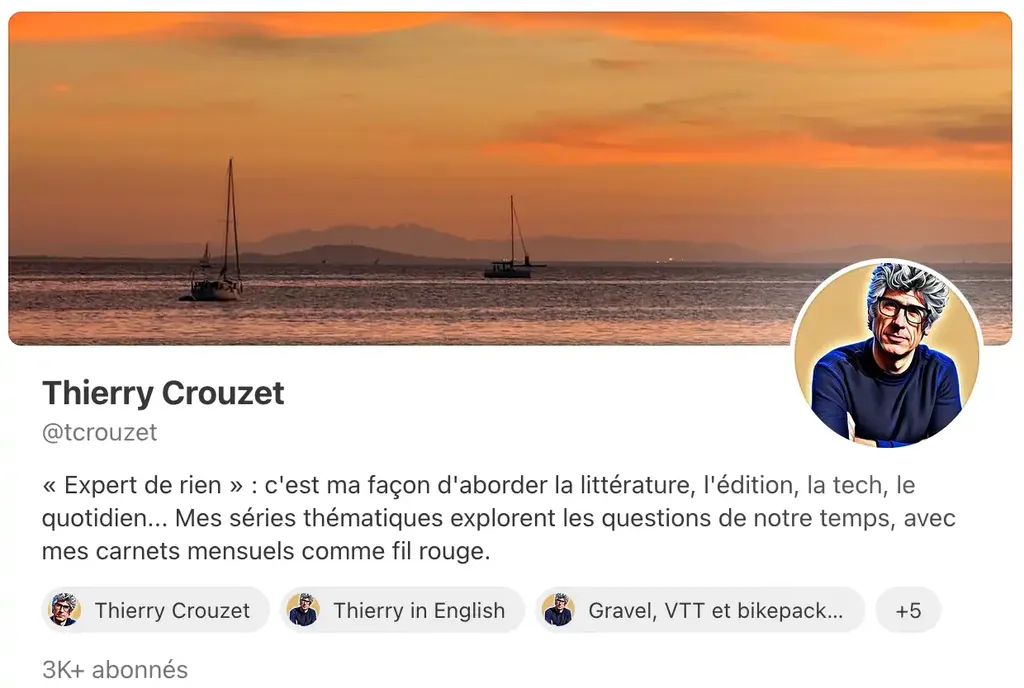 Thierry Crouzet
@tcrouzet
« Expert de rien » : c'est ma façon d'aborder la littérature, l'édition, la tech, le
quotidien... Mes séries thématiques explorent les questions de notre temps, avec
mes carnets mensuels comme fil rouge.
Thierry Crouzet Thierry in English Gravel, VTT et bikepack... +5
3K+ abonnés